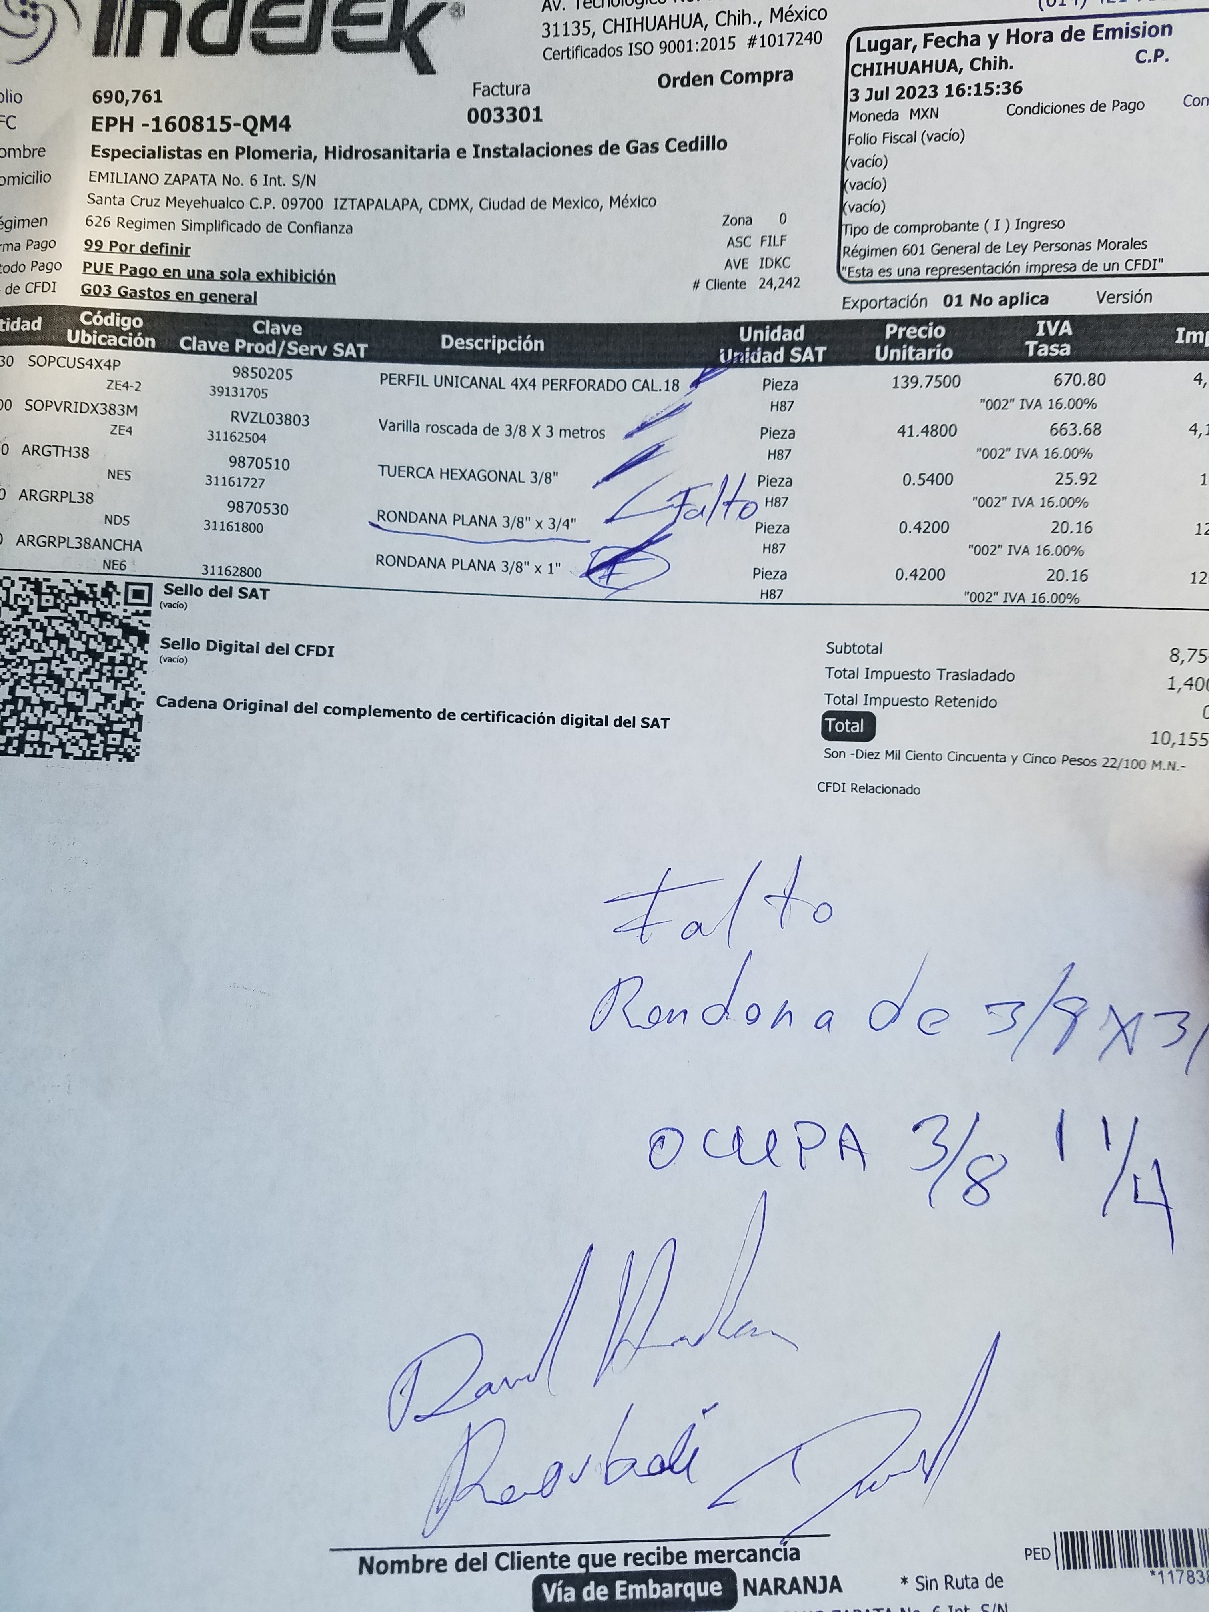 Indelek®
31135, CHIHUAHUA, Chih., México
Certificados ISO 9001:2015 #1017240
Lugar, Fecha y Hora de Emision
CHIHUAHUA, Chih. C.P.
3 Jul 2023 16:15:36
Moneda MXN Condiciones de Pago
Folio Fiscal (vacío)
(vacío)
(vacío)
(vacío)
Tipo de comprobante ( I ) Ingreso
Régimen 601 General de Ley Personas Morales
"Esta es una representación impresa de un CFDI"
Factura Orden Compra
690,761 003301
EPH -160815-QM4
Especialistas en Plomeria, Hidrosanitaria e Instalaciones de Gas Cedillo
EMILIANO ZAPATA No. 6 Int. S/N
Santa Cruz Meyehualco C.P. 09700 IZTAPALAPA, CDMX, Ciudad de Mexico, México
626 Regimen Simplificado de Confianza
Zona 0
Pago 99 Por definir
ASC FILF
Pago PUE Pago en una sola exhibición
AVE IDKC
de CFDI G03 Gastos en general
# Cliente 24,242
Exportación 01 No aplica Versión
Código Clave Descripción Unidad Precio IVA
Ubicación Clave Prod/Serv SAT Unidad SAT Unitario Tasa
SOPCUS4X4P 9850205 PERFIL UNICANAL 4X4 PERFORADO CAL.18 Pieza 139.7500 670.80
ZE4-2 39131705 H87 "002" IVA 16.00%
SOPVRIDX383M RVZL03803 Varilla roscada de 3/8 X 3 metros Pieza 41.4800 663.68
ZE4 31162504 H87 "002" IVA 16.00%
ARGTH38 9870510 TUERCA HEXAGONAL 3/8" Pieza 0.5400 25.92
NE5 31161727 H87 "002" IVA 16.00%
ARGRPL38 9870530 RONDANA PLANA 3/8" x 3/4" Falto Pieza 0.4200 20.16
ND5 31161800 H87 "002" IVA 16.00%
ARGRPL38ANCHA RONDANA PLANA 3/8" x 1" Pieza 0.4200 20.16
NE6 31162800 H87 "002" IVA 16.00%
Sello del SAT
(vacío)
Sello Digital del CFDI
(vacío)
Cadena Original del complemento de certificación digital del SAT
Subtotal 8,75
Total Impuesto Trasladado 1,400
Total Impuesto Retenido 0
Total 10,155
Son -Diez Mil Ciento Cincuenta y Cinco Pesos 22/100 M.N.-
CFDI Relacionado
Falto
Rondona de 3/8 X 3/
OCUPA 3/8 1 1/4
Nombre del Cliente que recibe mercancía
PED
Vía de Embarque NARANJA * Sin Ruta de